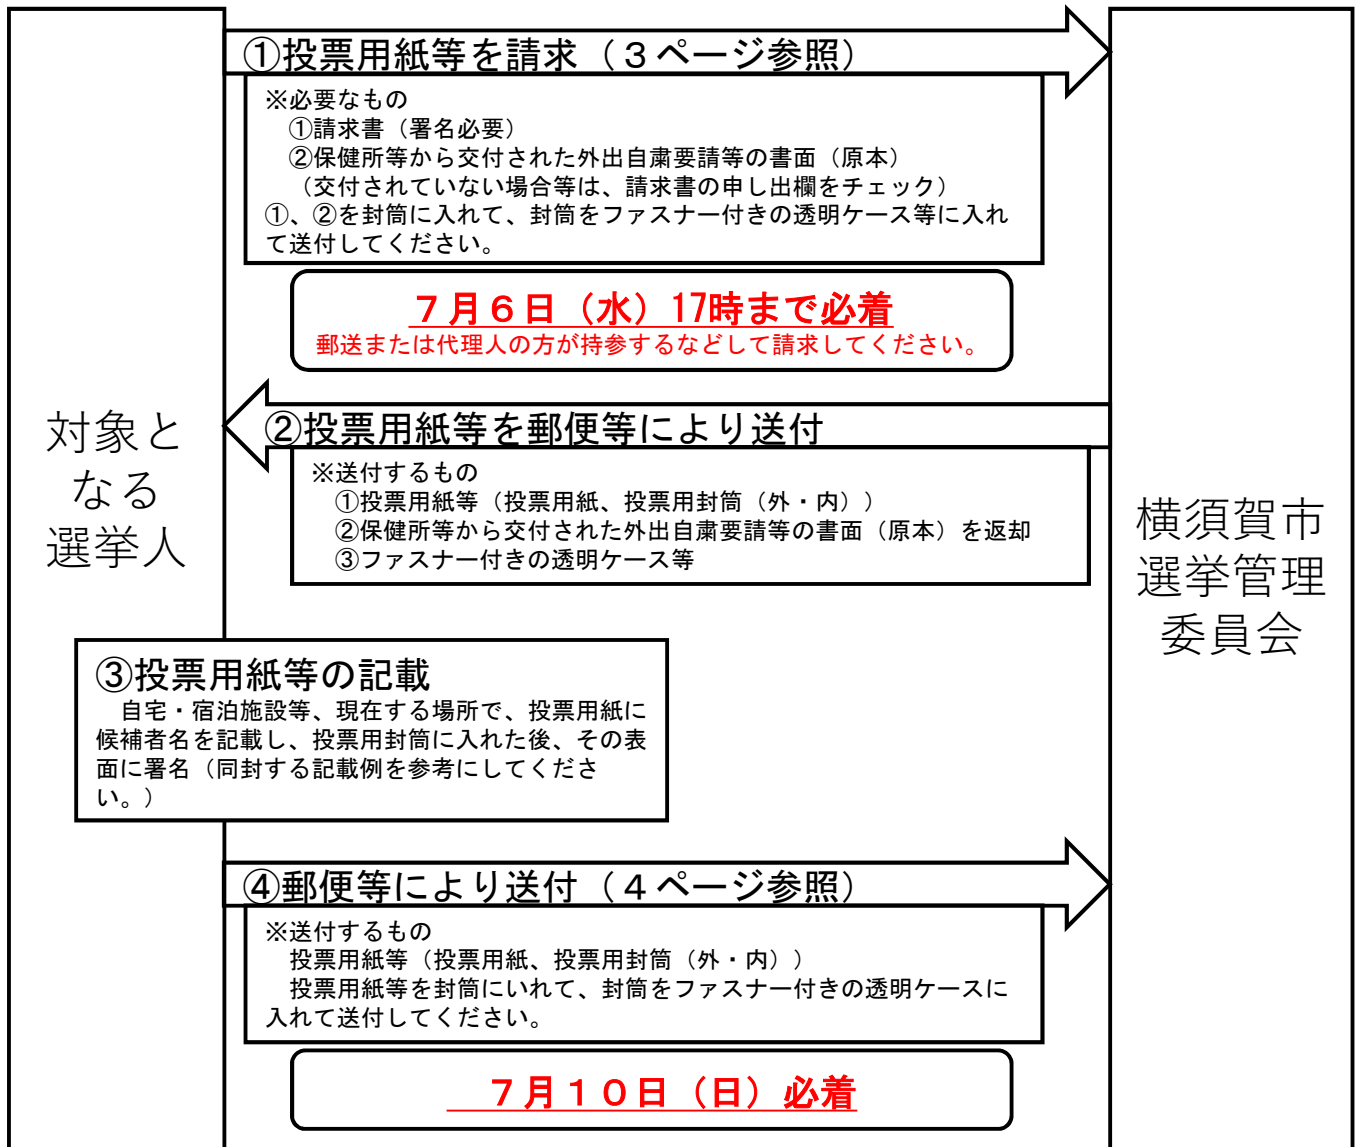 ①投票用紙等を請求（３ページ参照）
※必要なもの
①請求書（署名必要）
②保健所等から交付された外出自粛要請等の書面（原本）
（交付されていない場合等は、請求書の申し出欄をチェック）
①、②を封筒に入れて、封筒をファスナー付きの透明ケース等に入れ
て送付してください。
７月６日（水）17時まで必着
郵送または代理人の方が持参するなどして請求してください。
対象と
なる
選挙人
②投票用紙等を郵便等により送付
※送付するもの
①投票用紙等（投票用紙、投票用封筒（外・内））
②保健所等から交付された外出自粛要請等の書面（原本）を返却
③ファスナー付きの透明ケース等
横須賀市
選挙管理
委員会
③投票用紙等の記載
自宅・宿泊施設等、現在する場所で、投票用紙に
候補者名を記載し、投票用封筒に入れた後、その表
面に署名（同封する記載例を参考にしてくださ
い。）
④郵便等により送付（４ページ参照）
※送付するもの
投票用紙等（投票用紙、投票用封筒（外・内））
投票用紙等を封筒にいれて、封筒をファスナー付きの透明ケースに
入れて送付してください。
７月１０日（日）必着